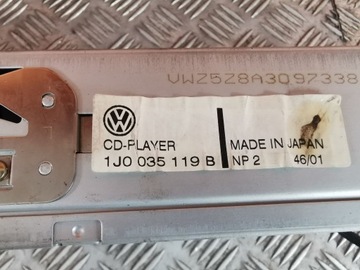 VWZ5Z8A3097338
CD-PLAYER
1J0 035 119 B
MADE IN JAPAN
NP 2 46/01